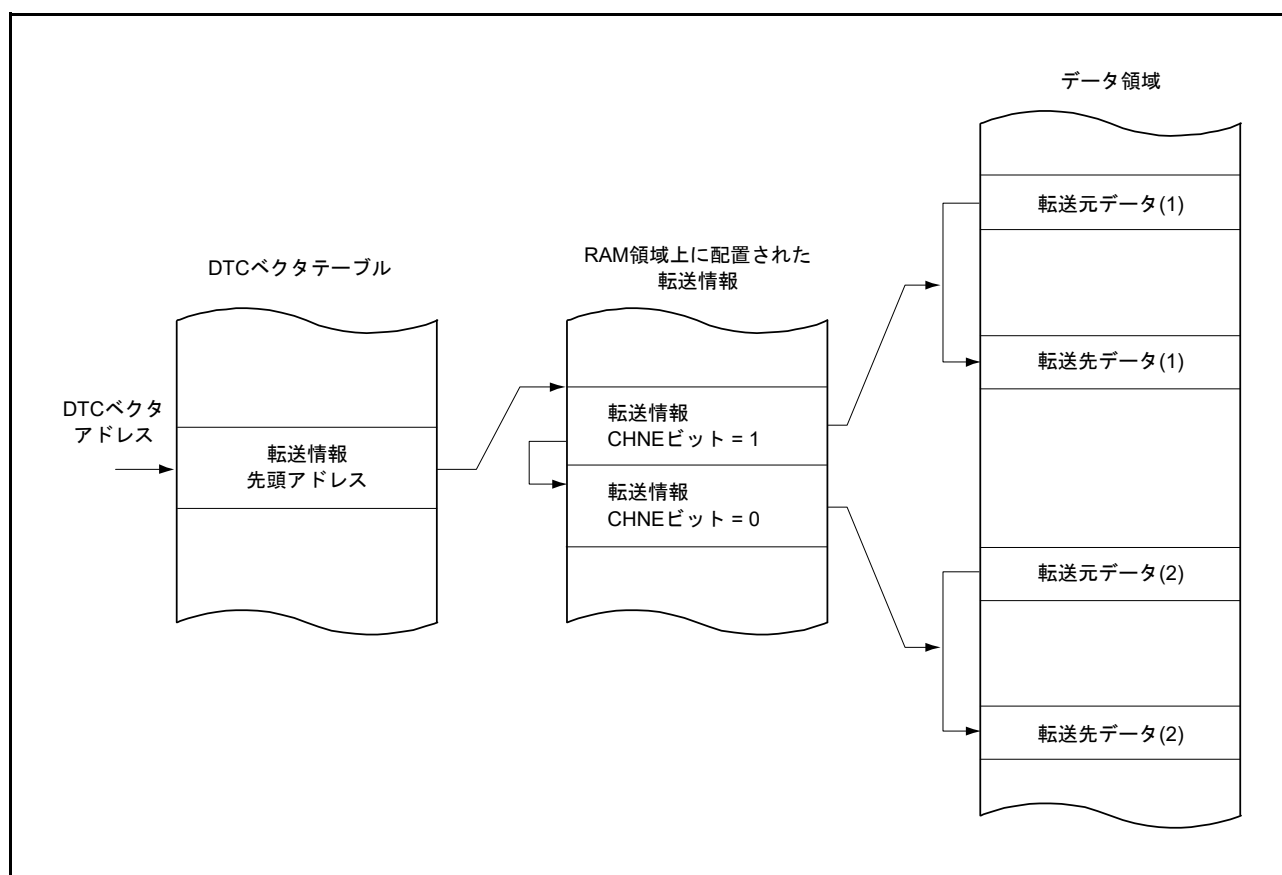 データ領域
転送元データ(1)
転送先データ(1)
転送元データ(2)
転送先データ(2)
RAM領域上に配置された
転送情報
転送情報
CHNEビット = 1
転送情報
CHNEビット = 0
DTCベクタテーブル
転送情報
先頭アドレス
DTCベクタ
アドレス